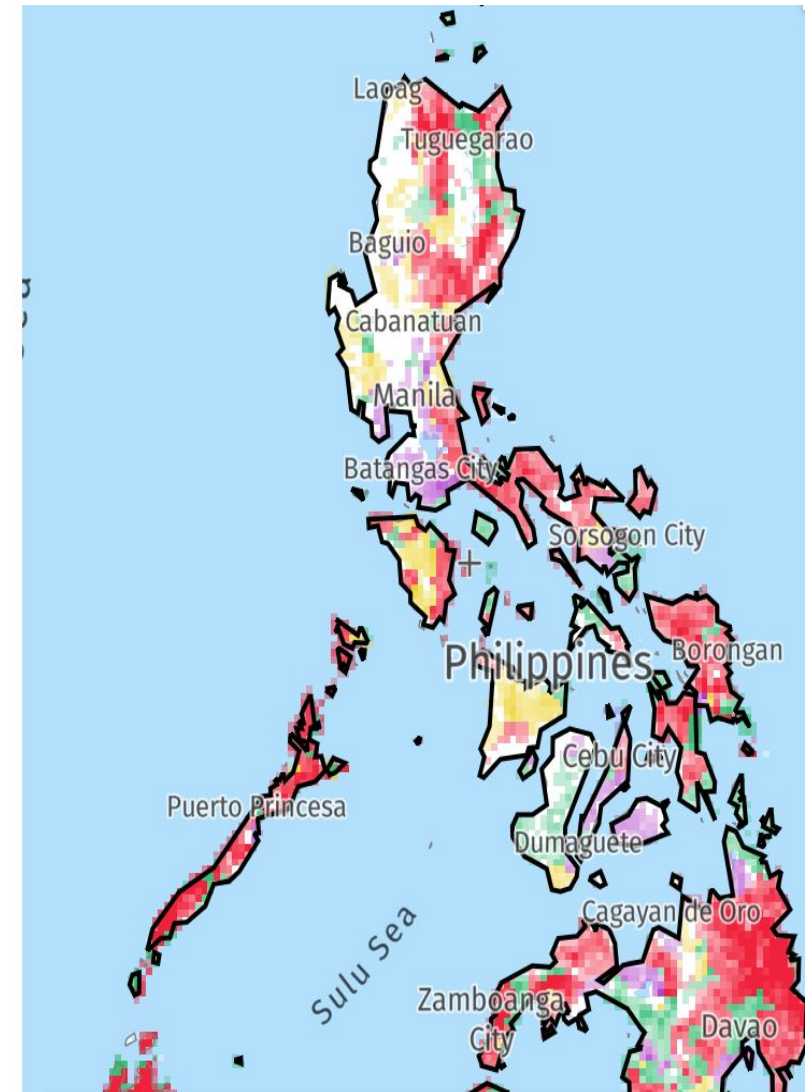 Laoag
Tuguegarao
Baguio
Cabanatuan
Manila
Batangas City
Sorsogon City
Philippines
Borongan
Cebu City
Puerto Princesa
Dumaguete
Cagayan de Oro
Sulu Sea
Zamboanga
City
Davao